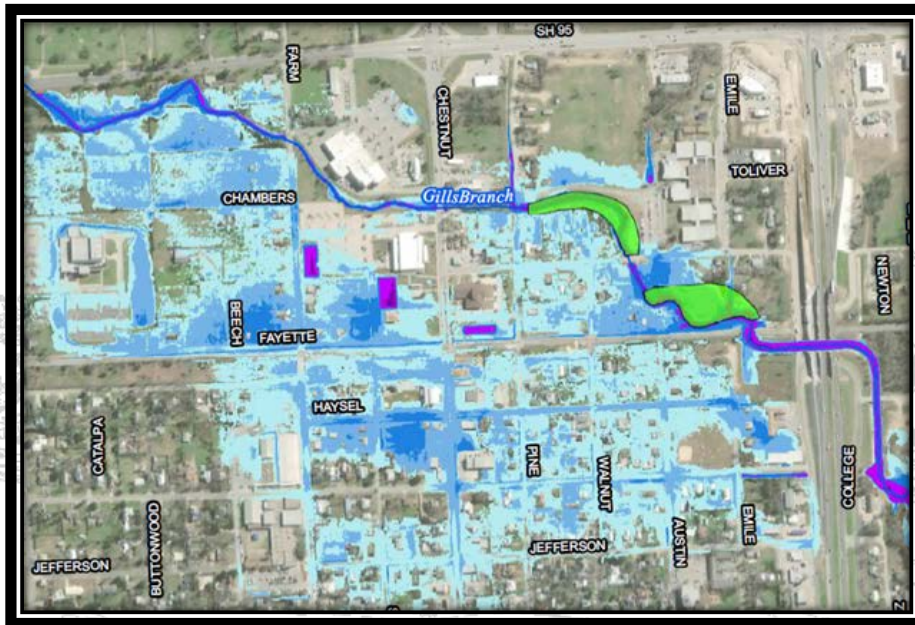 SH 95
FARM
CHESTNUT
EMILE
TOLIVER
CHAMBERS
GillsBranch
NEWTON
BEECH
FAYETTE
HAYSEL
CATALPA
BUTTONWOOD
PINE
WALNUT
COLLEGE
AUSTIN
EMILE
JEFFERSON
JEFFERSON